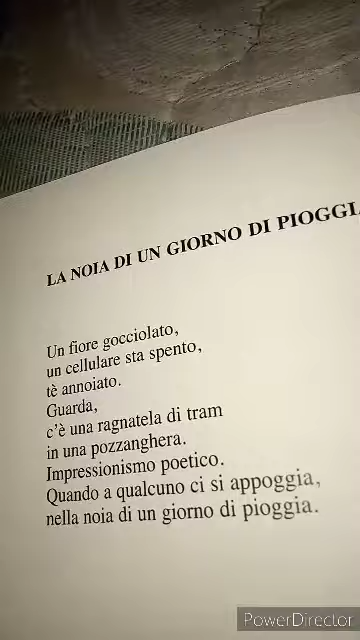 LA NOIA DI UN GIORNO DI PIOGGI
Un fiore gocciolato,
un cellulare sta spento,
tè annoiato.
Guarda,
c'è una ragnatela di tram
in una pozzanghera.
Impressionismo poetico.
Quando a qualcuno ci si appoggia,
nella noia di un giorno di pioggia.
PowerDirector